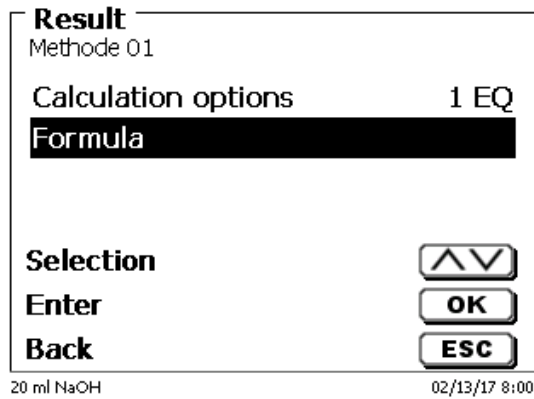 Result
Methode 01
Calculation options 1 EQ
Formula
Selection
Enter OK
Back ESC
20 ml NaOH 02/13/17 8:00